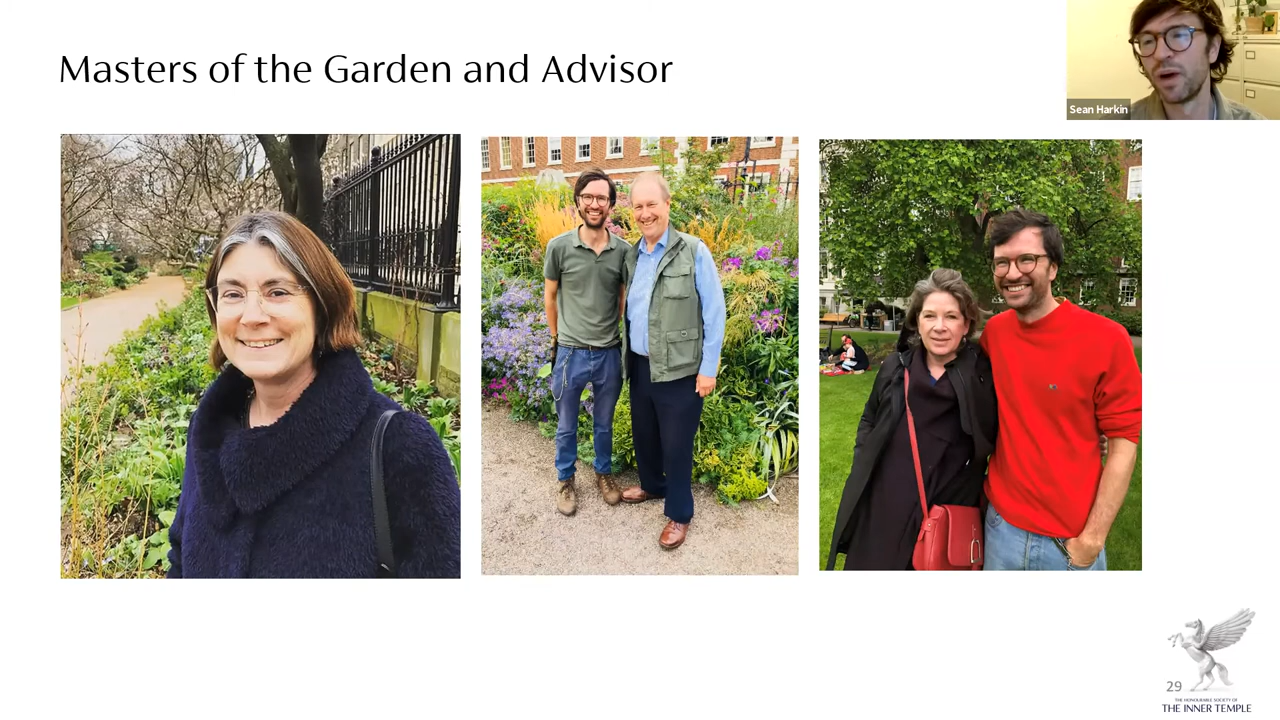 Masters of the Garden and Advisor
Sean Harkin
29
THE HONOURABLE SOCIETY OF
THE INNER TEMPLE